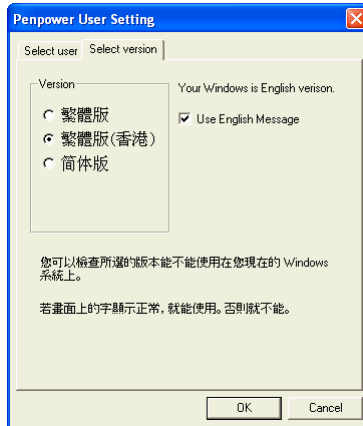 Penpower User Setting
Select user
Select version
Version
繁體版
繁體版(香港)
简体版
Your Windows is English verison.
Use English Message
您可以檢查所選的版本能不能使用在您現在的 Windows
系統上。
若畫面上的字顯示正常,就能使用。否則就不能。
OK
Cancel